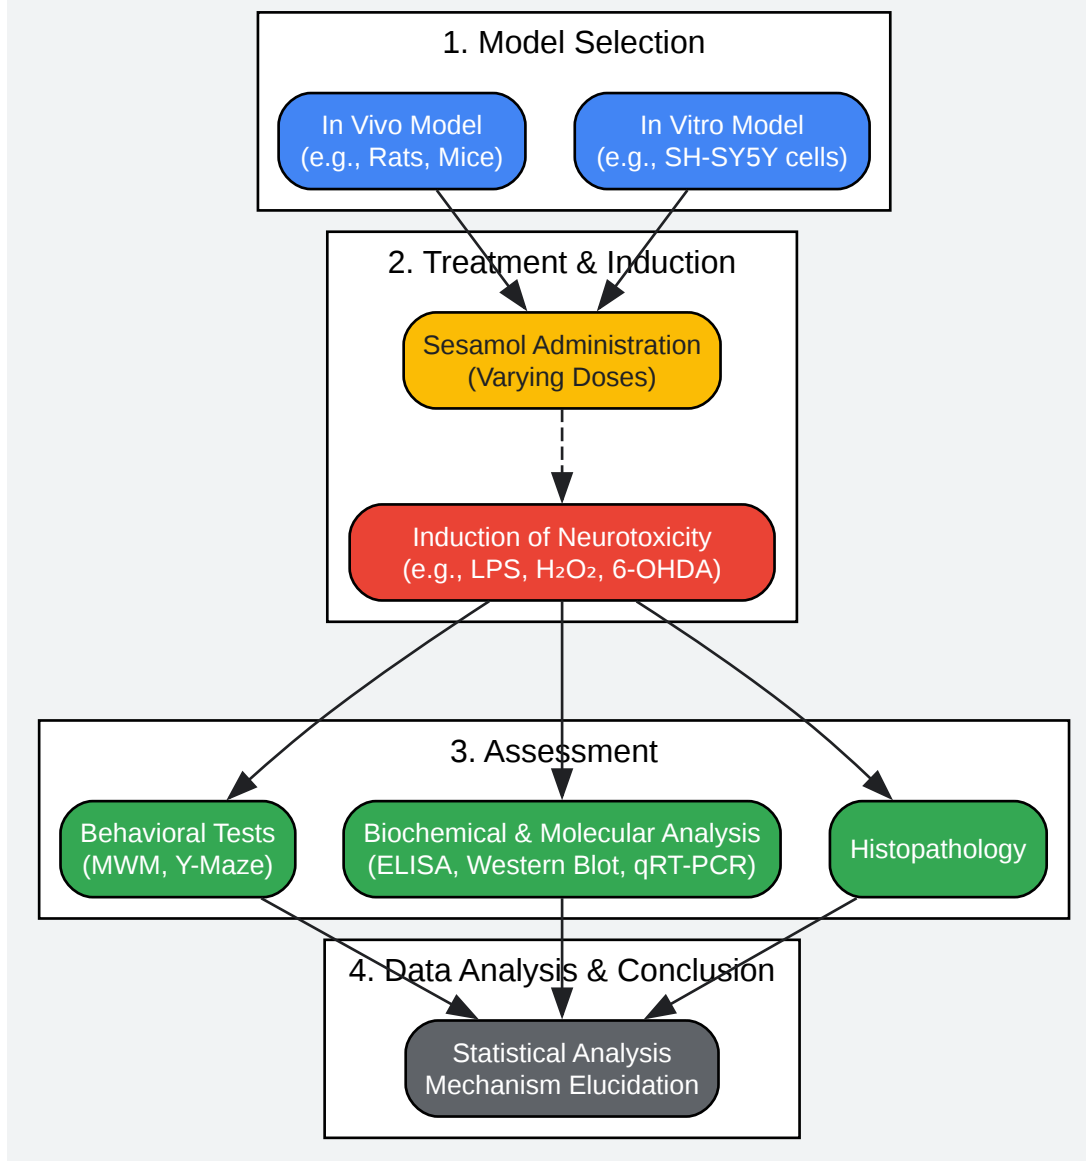 1. Model Selection
In Vivo Model
(e.g., Rats, Mice)
In Vitro Model
(e.g., SH-SY5Y cells)
2. Treatment & Induction
Sesamol Administration
(Varying Doses)
Induction of Neurotoxicity
(e.g., LPS, H₂O₂, 6-OHDA)
3. Assessment
Behavioral Tests
(MWM, Y-Maze)
Biochemical & Molecular Analysis
(ELISA, Western Blot, qRT-PCR)
Histopathology
4. Data Analysis & Conclusion
Statistical Analysis
Mechanism Elucidation